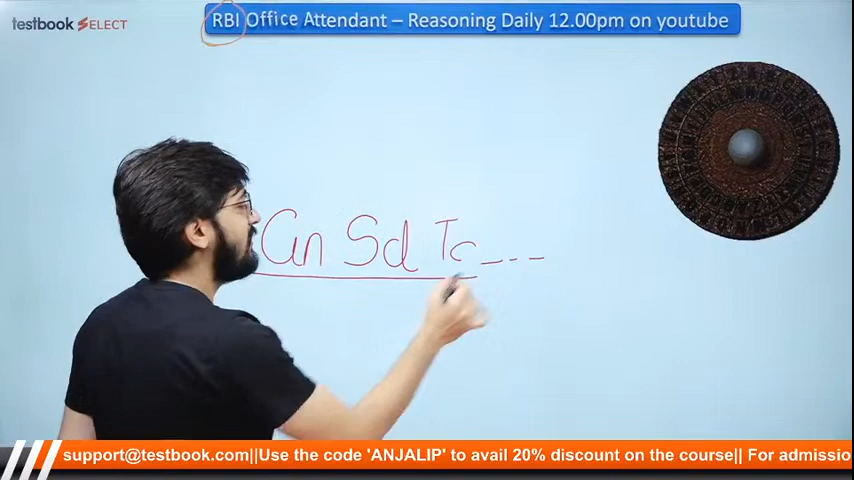 testbook SELECT
RBI Office Attendant – Reasoning Daily 12.00pm on youtube
an Sd Tc ---
support@testbook.com||Use the code 'ANJALIP' to avail 20% discount on the course|| For admissio